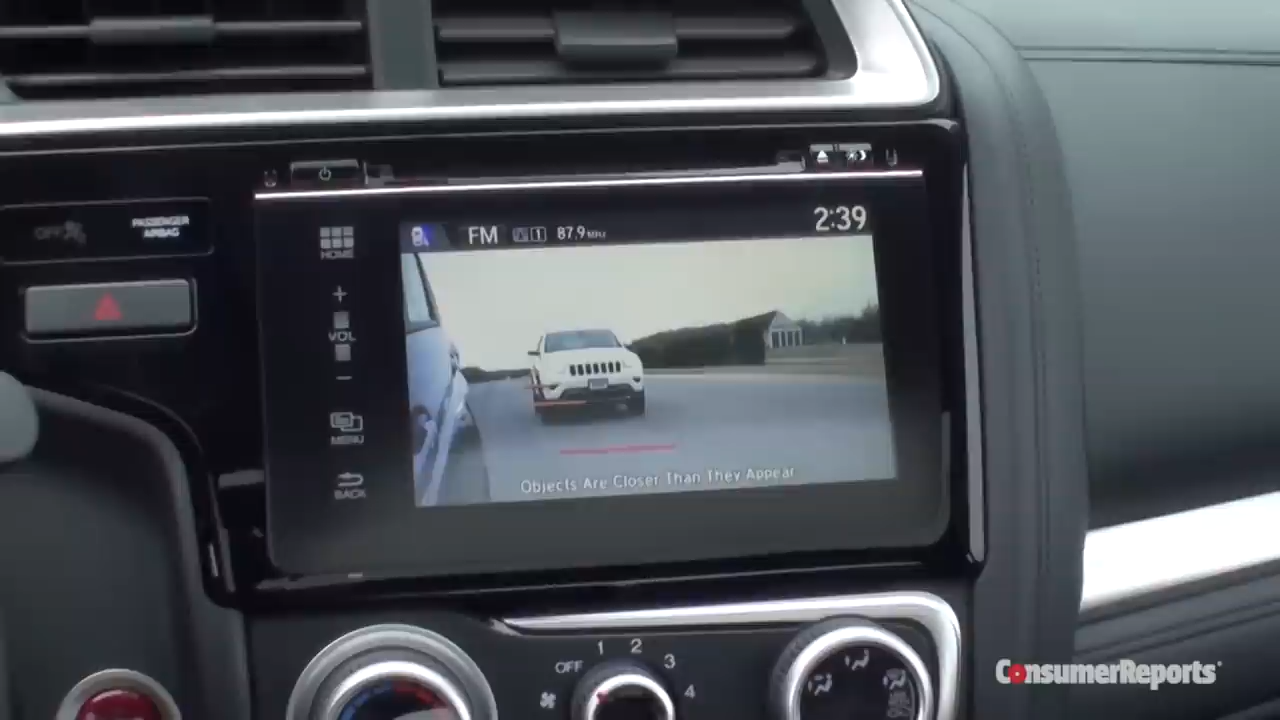 OFF
PASSENGER
AIRBAG
FM 1 87.9 MHz
2:39
HOME
+
VOL
-
MENU
BACK
Objects Are Closer Than They Appear
OFF 1 2 3 4
ConsumerReports